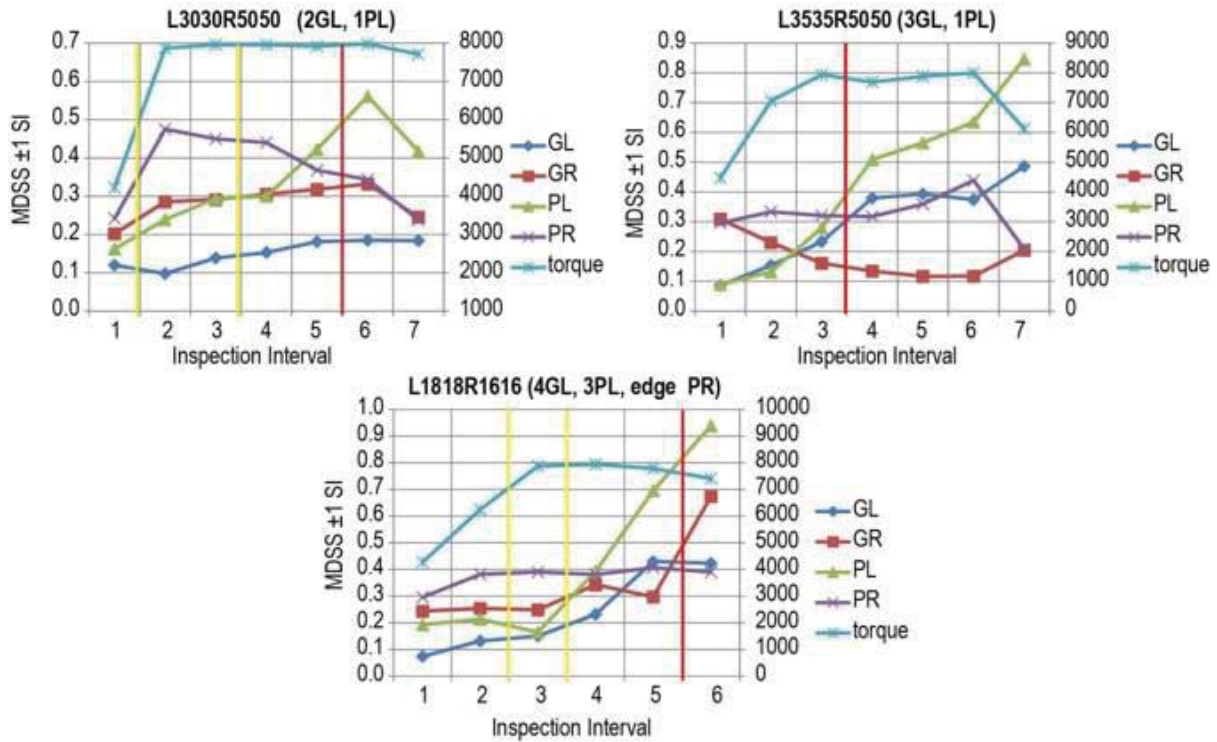 L3030R5050 (2GL, 1PL)
MDSS ±1 SI
0.7
0.6
0.5
0.4
0.3
0.2
0.1
0.0
8000
7000
6000
5000
4000
3000
2000
1000
1 2 3 4 5 6 7
Inspection Interval
GL
GR
PL
PR
torque
L3535R5050 (3GL, 1PL)
MDSS ±1 SI
0.9
0.8
0.7
0.6
0.5
0.4
0.3
0.2
0.1
0.0
9000
8000
7000
6000
5000
4000
3000
2000
1000
0
1 2 3 4 5 6 7
Inspection Interval
GL
GR
PL
PR
torque
L1818R1616 (4GL, 3PL, edge PR)
MDSS ±1 SI
1.0
0.9
0.8
0.7
0.6
0.5
0.4
0.3
0.2
0.1
0.0
10000
9000
8000
7000
6000
5000
4000
3000
2000
1000
0
1 2 3 4 5 6
Inspection Interval
GL
GR
PL
PR
torque